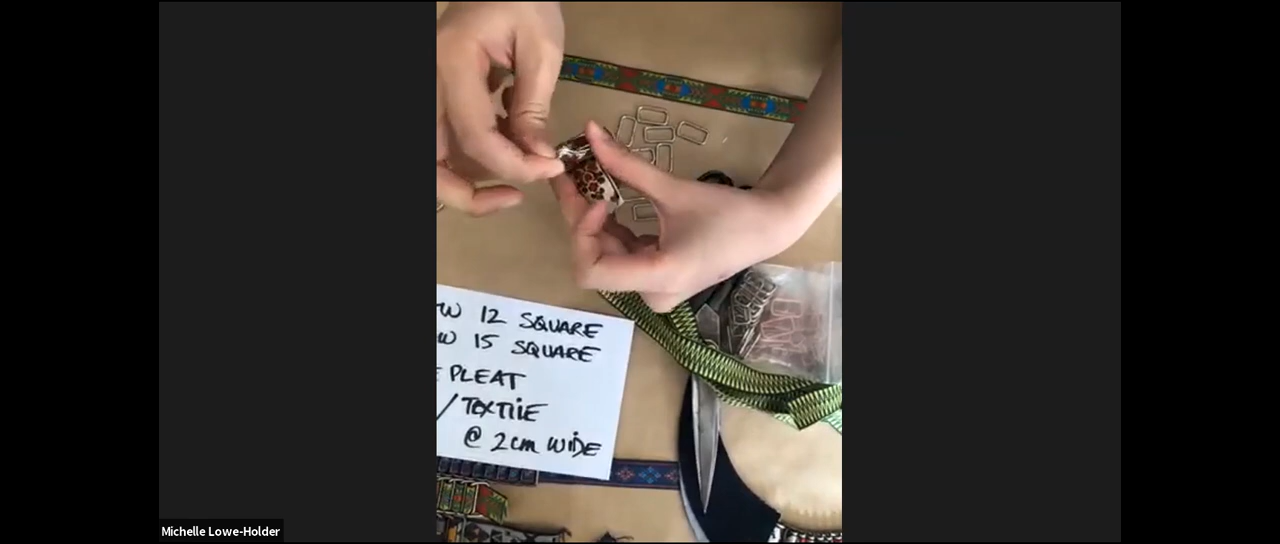 W 12 SQUARE
W 15 SQUARE
E PLEAT
/ TEXTILE
@ 2cm WIDE
Michelle Lowe-Holder